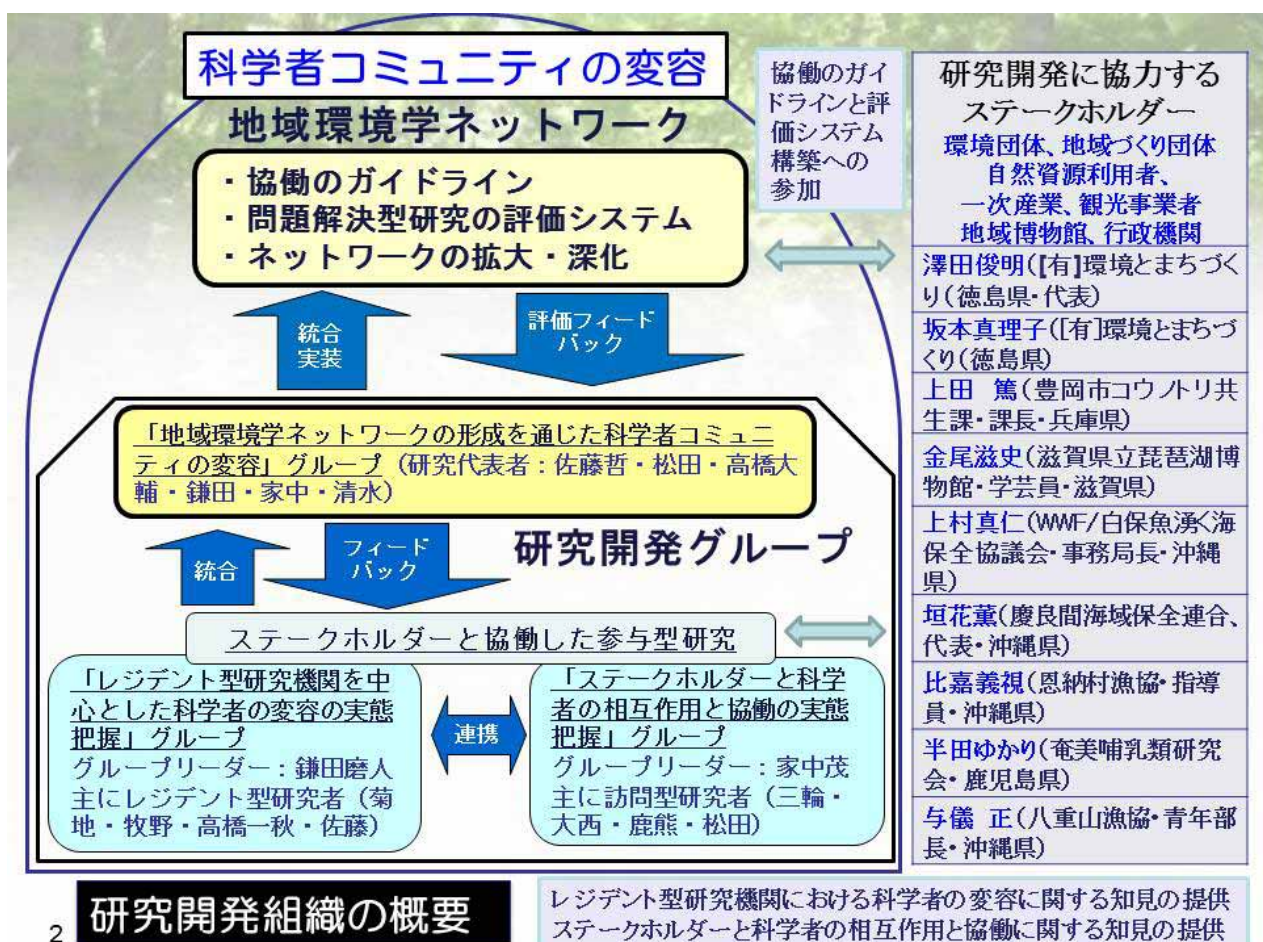 科学者コミュニティの変容
地域環境学ネットワーク
・協働のガイドライン
・問題解決型研究の評価システム
・ネットワークの拡大・深化
協働のガイ
ドラインと評
価システム
構築への
参加
統合
実装
評価フィード
バック
「地域環境学ネットワークの形成を通じた科学者コミュニ
ティの変容」グループ（研究代表者：佐藤哲・松田・高橋大
輔・鎌田・家中・清水）
統合
フィード
バック
研究開発グループ
ステークホルダーと協働した参与型研究
「レジデント型研究機関を中
心とした科学者の変容の実態
把握」グループ
グループリーダー：鎌田磨人
主にレジデント型研究者（菊
地・牧野・高橋一秋・佐藤）
連携
「ステークホルダーと科学
者の相互作用と協働の実態
把握」グループ
グループリーダー：家中茂
主に訪問型研究者（三輪・
大西・鹿熊・松田）
研究開発に協力する
ステークホルダー
環境団体、地域づくり団体
自然資源利用者、
一次産業、観光事業者
地域博物館、行政機関
澤田俊明（[有]環境とまちづく
り（徳島県・代表）
坂本真理子（[有]環境とまちづ
くり（徳島県）
上田　篤（豊岡市コウノトリ共
生課・課長・兵庫県）
金尾滋史（滋賀県立琵琶湖博
物館・学芸員・滋賀県）
上村真仁（WWF/白保魚湧く海
保全協議会・事務局長・沖縄
県）
垣花薫（慶良間海域保全連合、
代表・沖縄県）
比嘉義視（恩納村漁協・指導
員・沖縄県）
半田ゆかり（奄美哺乳類研究
会・鹿児島県）
与儀　正（八重山漁協・青年部
長・沖縄県）
2
研究開発組織の概要
レジデント型研究機関における科学者の変容に関する知見の提供
ステークホルダーと科学者の相互作用と協働に関する知見の提供